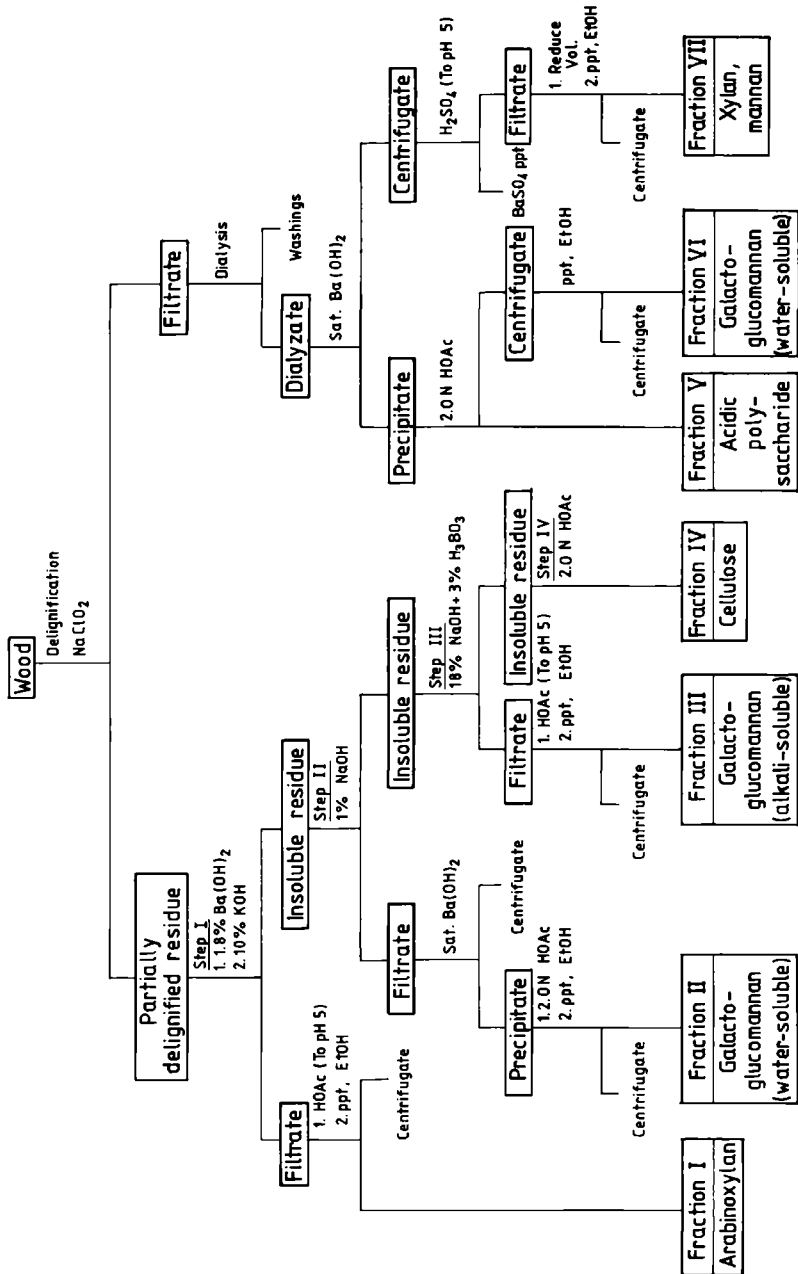 Wood
Delignification
NaClO2
Partially
delignified residue
Step I
1. 1.8% Ba(OH)2
2. 10% KOH
Filtrate
1. HOAc (To pH 5)
2. ppt, EtOH
Centrifugate
Fraction I
Arabinoxylan
Insoluble residue
Step II
1% NaOH
Filtrate
Sat. Ba(OH)2
Centrifugate
Precipitate
1. 2.0 N HOAc
2. ppt, EtOH
Centrifugate
Fraction II
Galacto-
glucomannan
(water-soluble)
Insoluble residue
Step III
18% NaOH + 3% H3BO3
Filtrate
1. HOAc (To pH 5)
2. ppt, EtOH
Centrifugate
Fraction III
Galacto-
glucomannan
(alkali-soluble)
Insoluble residue
Step IV
2.0 N HOAc
Fraction IV
Cellulose
Filtrate
Dialysis
Washings
Dialyzate
Sat. Ba(OH)2
Precipitate
2.0 N HOAc
Fraction V
Acidic
poly-
saccharide
Centrifugate
ppt, EtOH
Centrifugate
Fraction VI
Galacto-
glucomannan
(water-soluble)
Centrifugate
H2SO4 (To pH 5)
BaSO4 ppt
Filtrate
1. Reduce
Vol.
2. ppt, EtOH
Centrifugate
Fraction VII
Xylan,
mannan